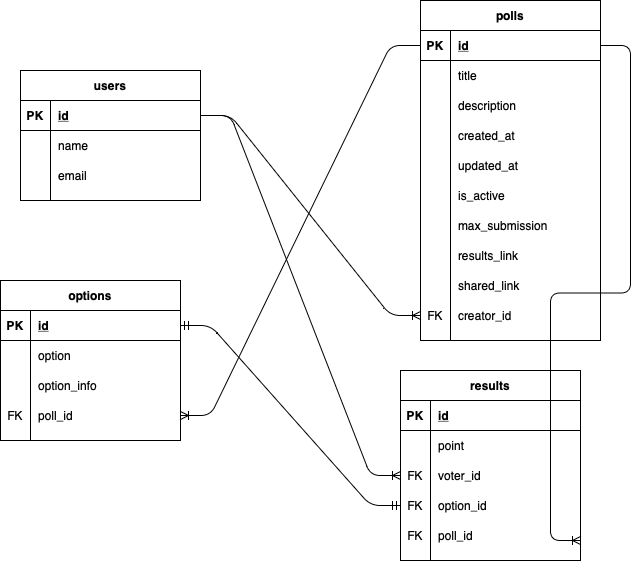 polls
PK id
title
description
created_at
updated_at
is_active
max_submission
results_link
shared_link
FK creator_id
users
PK id
name
email
options
PK id
option
option_info
FK poll_id
results
PK id
point
FK voter_id
FK option_id
FK poll_id